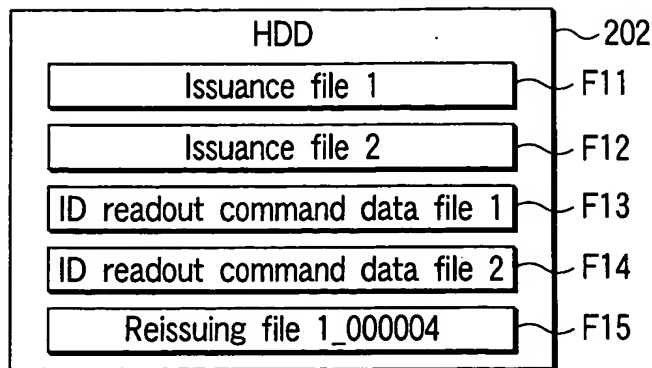 HDD 202
Issuance file 1 F11
Issuance file 2 F12
ID readout command data file 1 F13
ID readout command data file 2 F14
Reissuing file 1_000004 F15